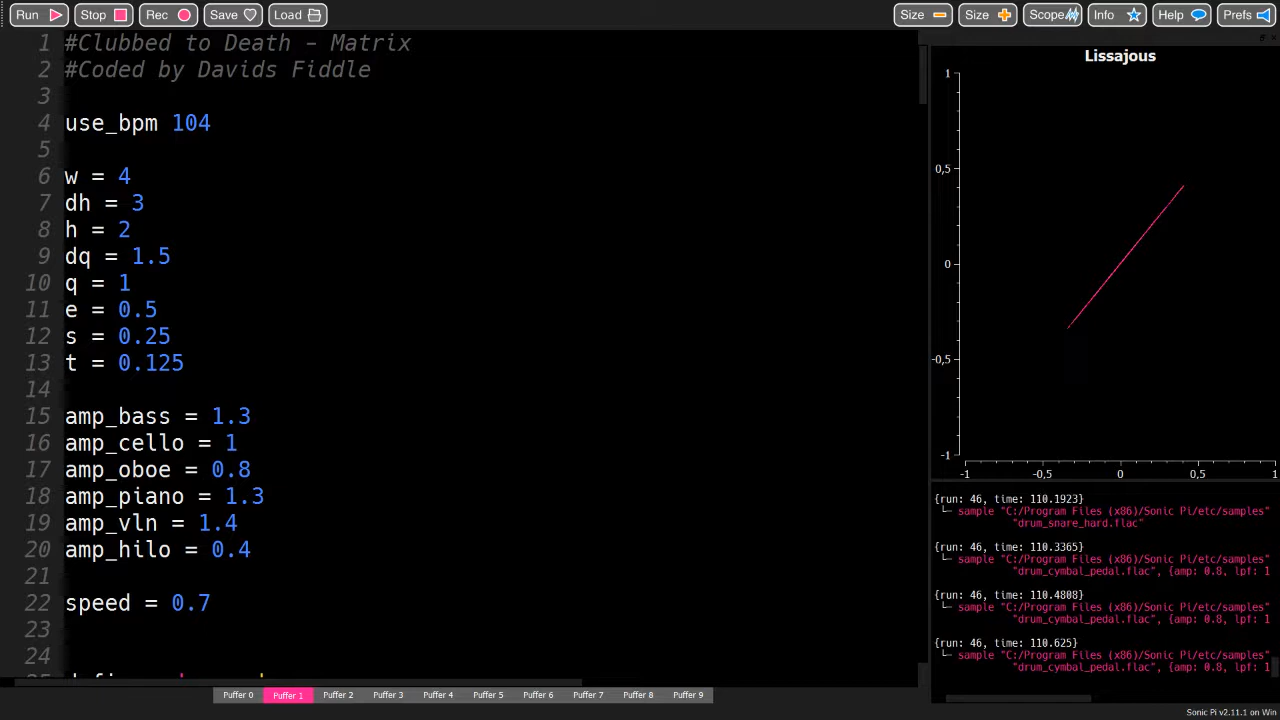 Run Stop Rec Save Load Size Size Scope Info Help Prefs
1 #Clubbed to Death - Matrix
2 #Coded by Davids Fiddle
3
4 use_bpm 104
5
6 w = 4
7 dh = 3
8 h = 2
9 dq = 1.5
10 q = 1
11 e = 0.5
12 s = 0.25
13 t = 0.125
14
15 amp_bass = 1.3
16 amp_cello = 1
17 amp_oboe = 0.8
18 amp_piano = 1.3
19 amp_vln = 1.4
20 amp_hilo = 0.4
21
22 speed = 0.7
23
24
Lissajous
1
0,5
0
-0,5
-1
-1 -0,5 0 0,5 1
{run: 46, time: 110.1923}
sample "C:/Program Files (x86)/Sonic Pi/etc/samples"
"drum_snare_hard.flac"
{run: 46, time: 110.3365}
sample "C:/Program Files (x86)/Sonic Pi/etc/samples"
"drum_cymbal_pedal.flac", {amp: 0.8, lpf: 1
{run: 46, time: 110.4808}
sample "C:/Program Files (x86)/Sonic Pi/etc/samples"
"drum_cymbal_pedal.flac", {amp: 0.8, lpf: 1
{run: 46, time: 110.625}
sample "C:/Program Files (x86)/Sonic Pi/etc/samples"
"drum_cymbal_pedal.flac", {amp: 0.8, lpf: 1
Puffer 0 Puffer 1 Puffer 2 Puffer 3 Puffer 4 Puffer 5 Puffer 6 Puffer 7 Puffer 8 Puffer 9
Sonic Pi v2.11.1 on Win